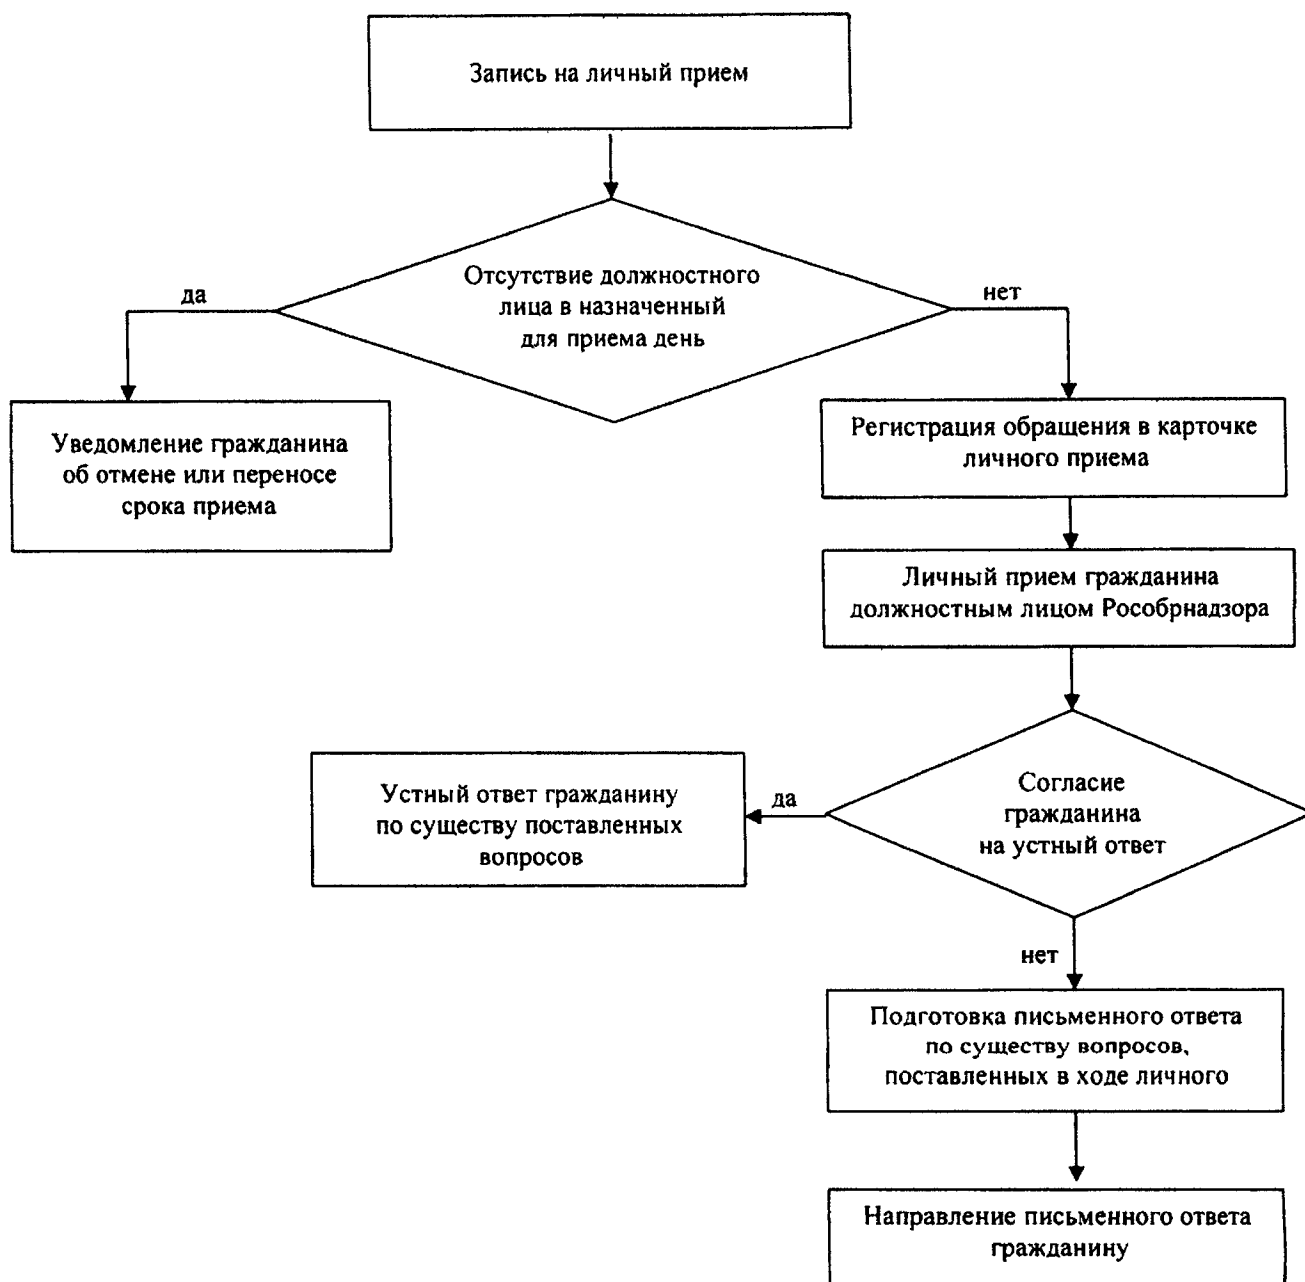 Запись на личный прием
Отсутствие должностного
лица в назначенный
для приема день
да
нет
Уведомление гражданина
об отмене или переносе
срока приема
Регистрация обращения в карточке
личного приема
Личный прием гражданина
должностным лицом Рособрнадзора
Согласие
гражданина
на устный ответ
да
Устный ответ гражданину
по существу поставленных
вопросов
нет
Подготовка письменного ответа
по существу вопросов,
поставленных в ходе личного
Направление письменного ответа
гражданину